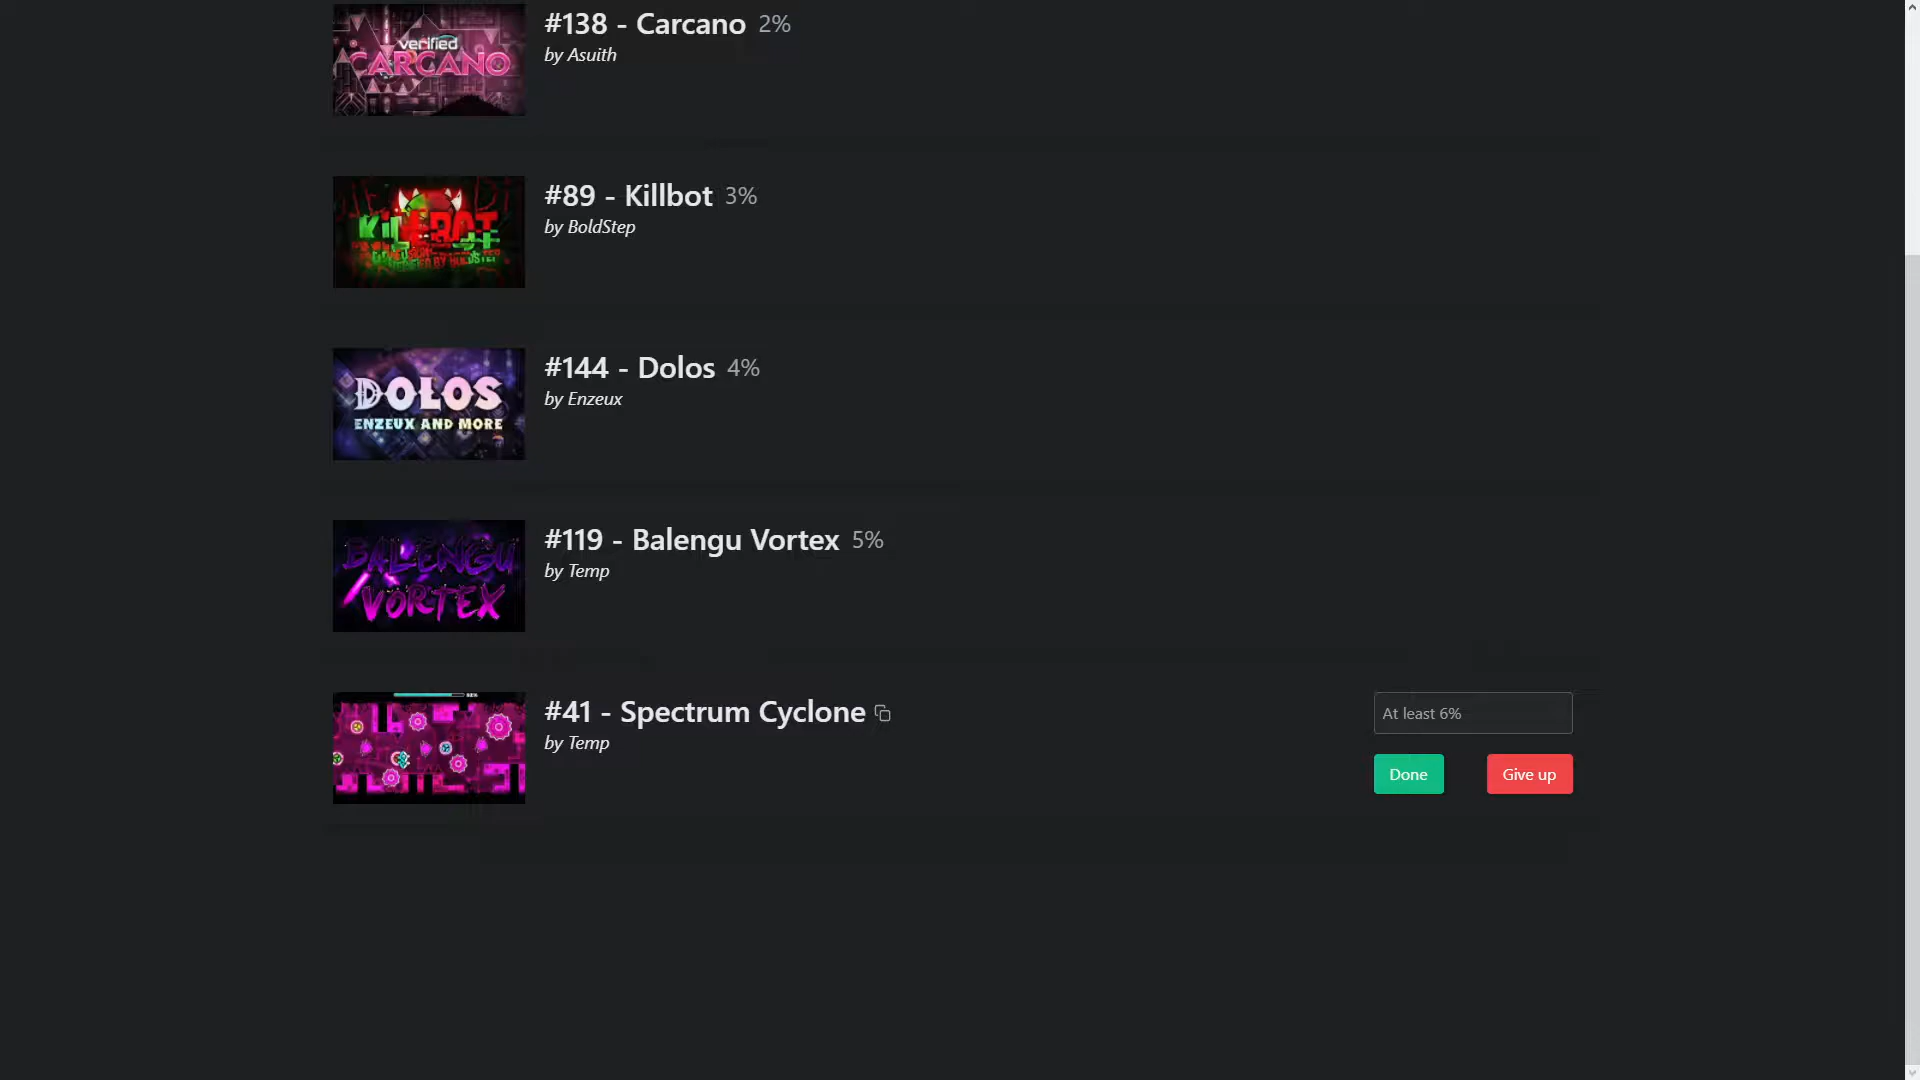 verified
CARCANO
#138 - Carcano 2%
by Asuith
KILLBOT
#89 - Killbot 3%
by BoldStep
DOLOS
ENZEUX AND MORE
#144 - Dolos 4%
by Enzeux
BALENGU
VORTEX
#119 - Balengu Vortex 5%
by Temp
#41 - Spectrum Cyclone
by Temp
At least 6%
Done
Give up